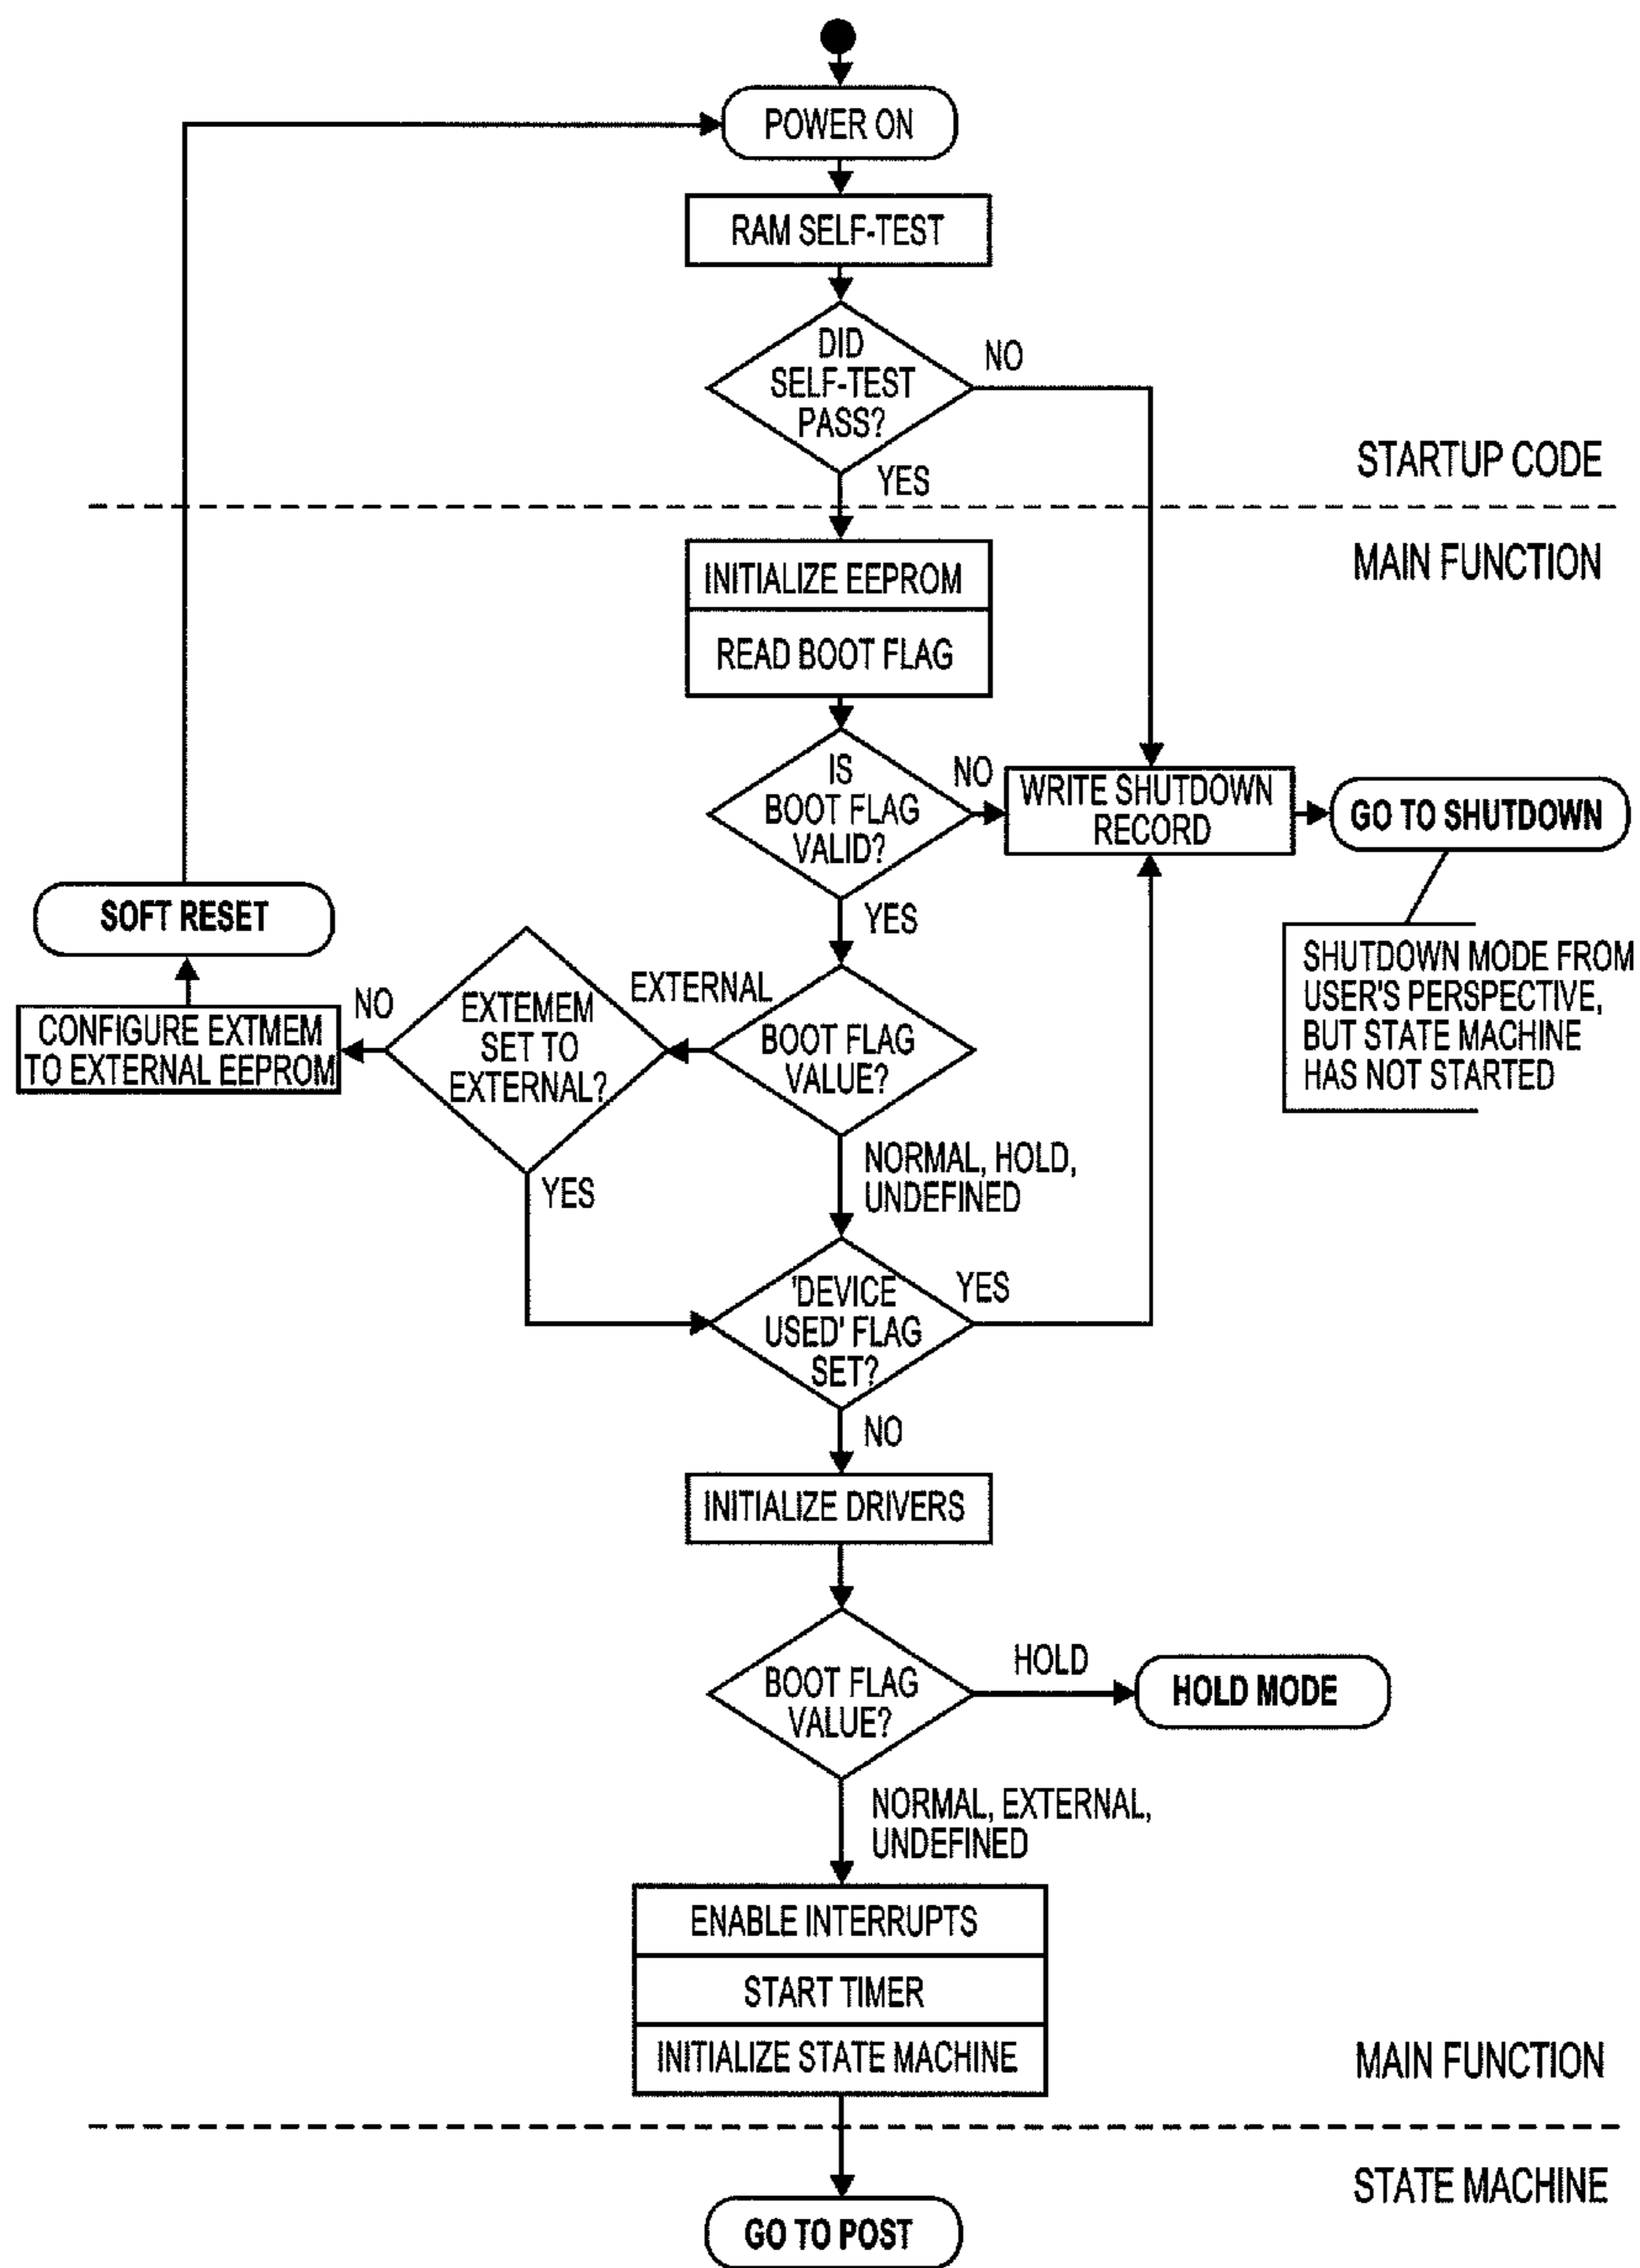 POWER ON
RAM SELF-TEST
DID
SELF-TEST
PASS?
NO
YES
STARTUP CODE
MAIN FUNCTION
INITIALIZE EEPROM
READ BOOT FLAG
IS
BOOT FLAG
VALID?
NO
YES
WRITE SHUTDOWN
RECORD
GO TO SHUTDOWN
SHUTDOWN MODE FROM
USER'S PERSPECTIVE,
BUT STATE MACHINE
HAS NOT STARTED
SOFT RESET
CONFIGURE EXTMEM
TO EXTERNAL EEPROM
NO
EXTEMEM
SET TO
EXTERNAL?
YES
EXTERNAL
BOOT FLAG
VALUE?
NORMAL, HOLD,
UNDEFINED
'DEVICE
USED' FLAG
SET?
YES
NO
INITIALIZE DRIVERS
BOOT FLAG
VALUE?
HOLD
HOLD MODE
NORMAL, EXTERNAL,
UNDEFINED
ENABLE INTERRUPTS
START TIMER
INITIALIZE STATE MACHINE
MAIN FUNCTION
STATE MACHINE
GO TO POST